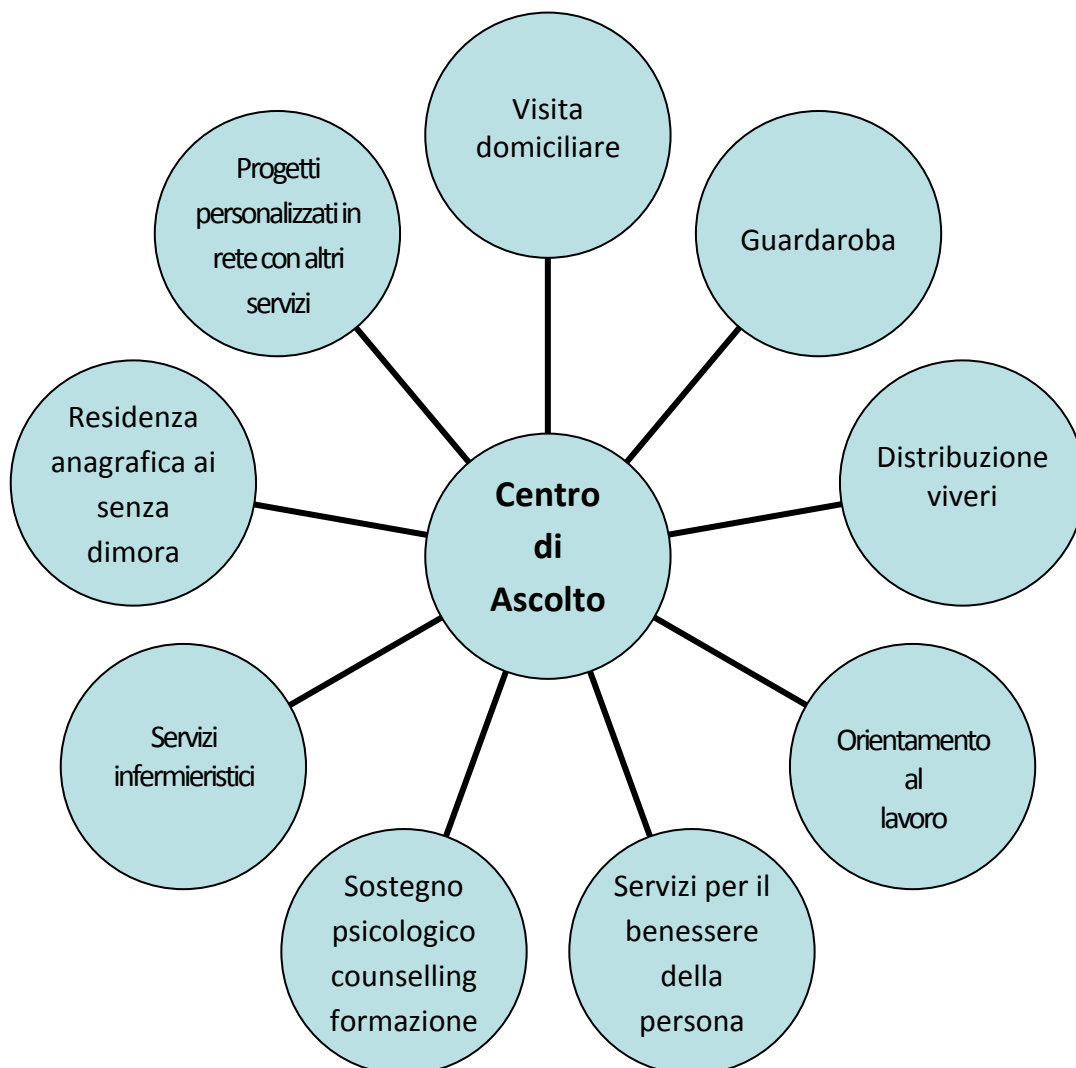 Visita
domiciliare
Guardaroba
Distribuzione
viveri
Orientamento
al
lavoro
Servizi per il
benessere
della
persona
Sostegno
psicologico
counselling
formazione
Servizi
infermieristici
Residenza
anagrafica ai
senza
dimora
Progetti
personalizzati in
rete con altri
servizi
Centro
di
Ascolto